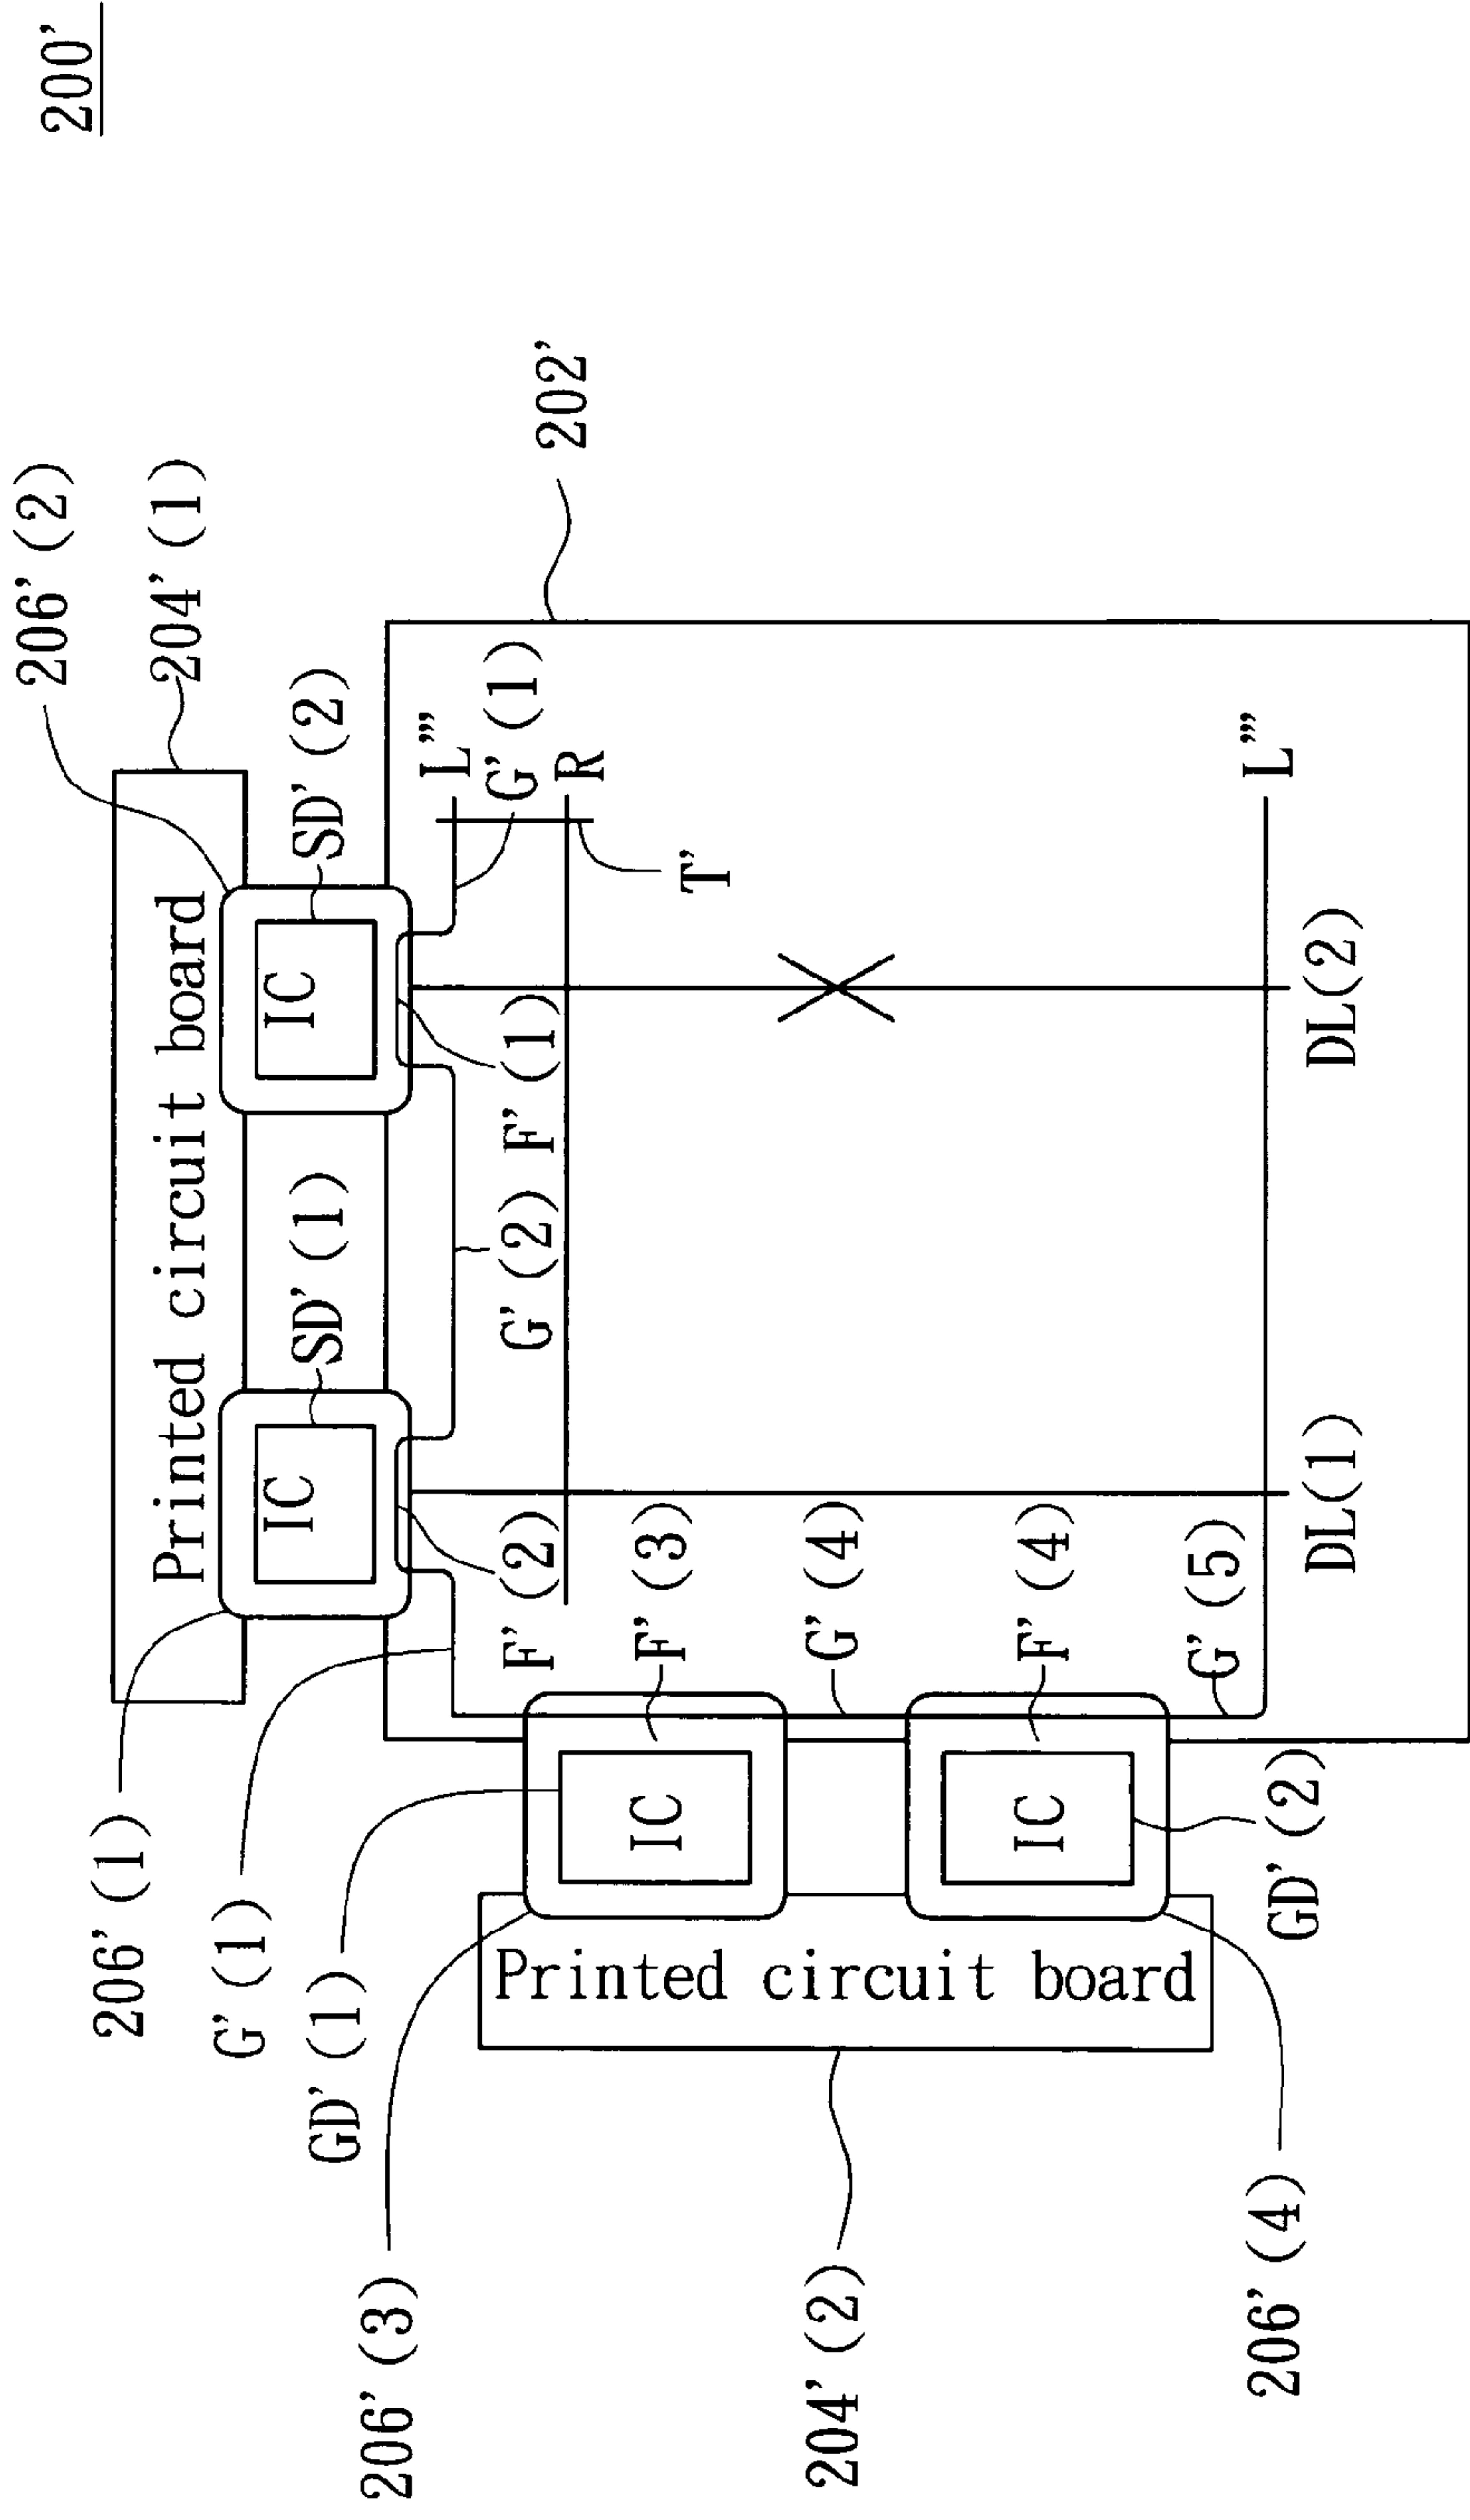 200’
206’ (2)
204’ (1)
202’
Printed circuit board
SD’ (2)
IC
SD’ (1)
IC
L’’’
G’ (1)
R
T’
F’ (1)
G’ (2)
F’ (2)
F’ (3)
G’ (4)
F’ (4)
G’ (5)
L’’’
DL(2)
DL(1)
206’ (1)
G’ (1)
GD’ (1)
206’ (3)
IC
IC
GD’ (2)
Printed circuit board
204’ (2)
206’ (4)